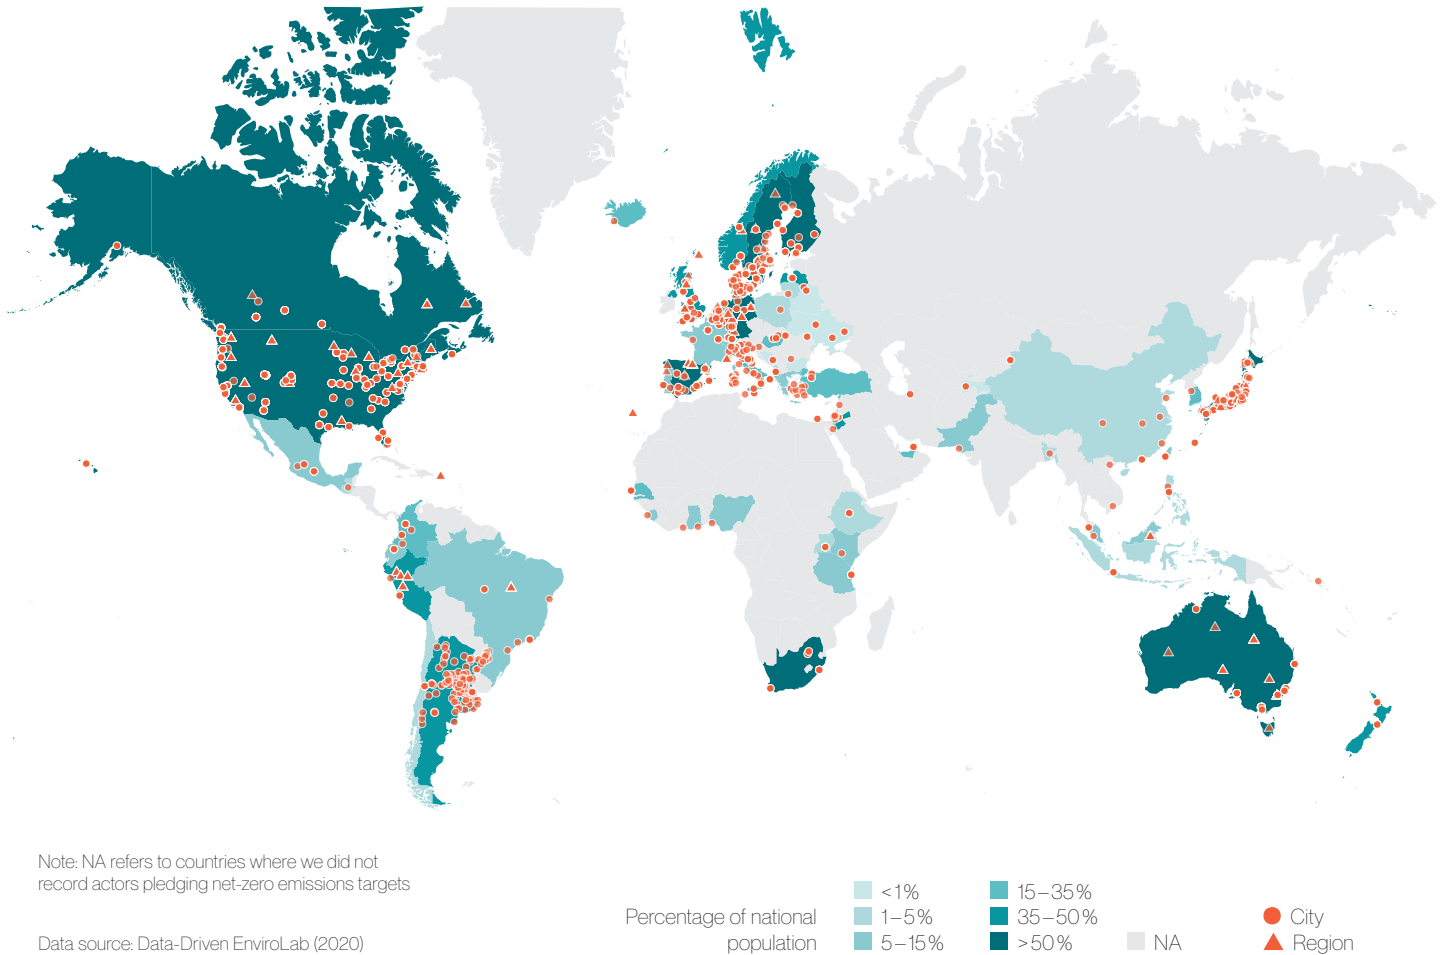 Note: NA refers to countries where we did not
record actors pledging net-zero emissions targets
Data source: Data-Driven EnviroLab (2020)
Percentage of national
population
<1%
1–5%
5–15%
15–35%
35–50%
>50%
NA
City
Region